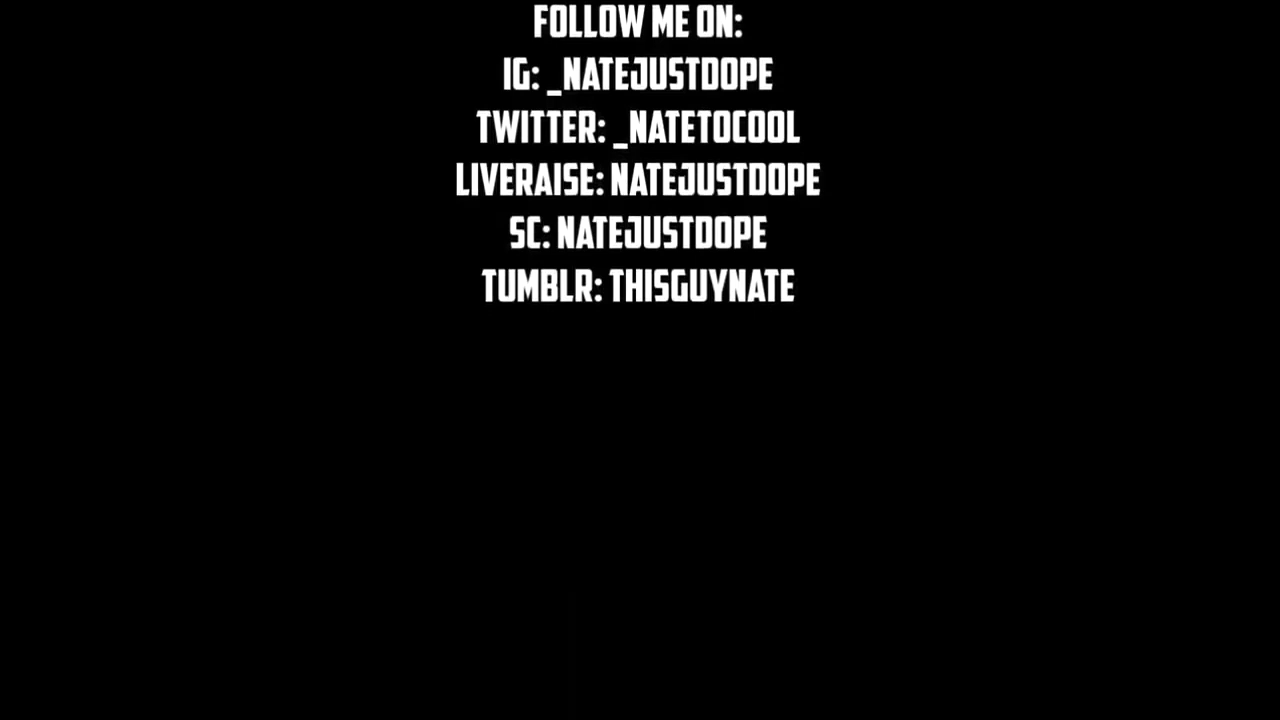 FOLLOW ME ON:
IG: _NATEJUSTDOPE
TWITTER: _NATETOCOOL
LIVERAISE: NATEJUSTDOPE
SC: NATEJUSTDOPE
TUMBLR: THISGUYNATE